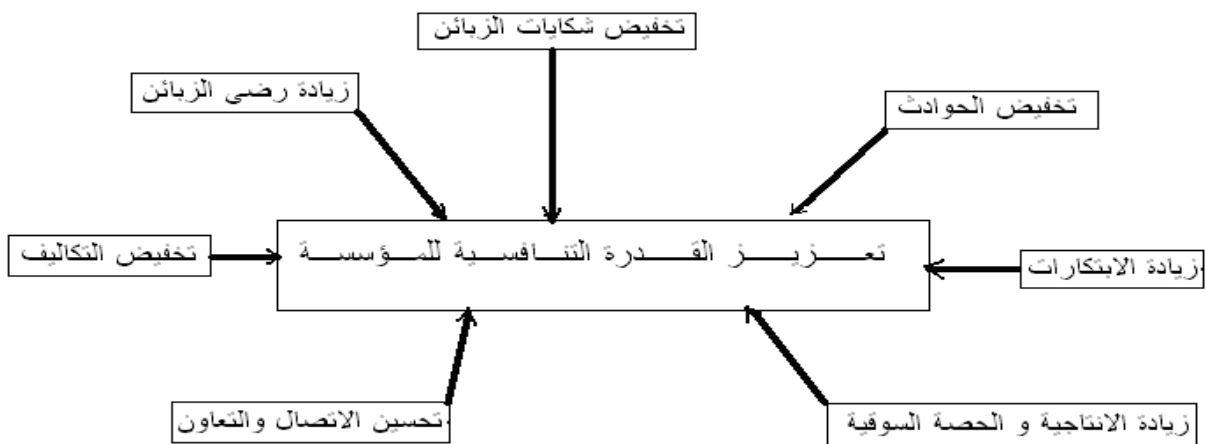 تخفيض شكايات الزبائن
زيادة رضى الزبائن
تخفيض الحوادث
تعزيز القدرة التنافسية للمؤسسة
تخفيض التكاليف
زيادة الابتكارات
تحسين الاتصال والتعاون
زيادة الانتاجية و الحصة السوقية